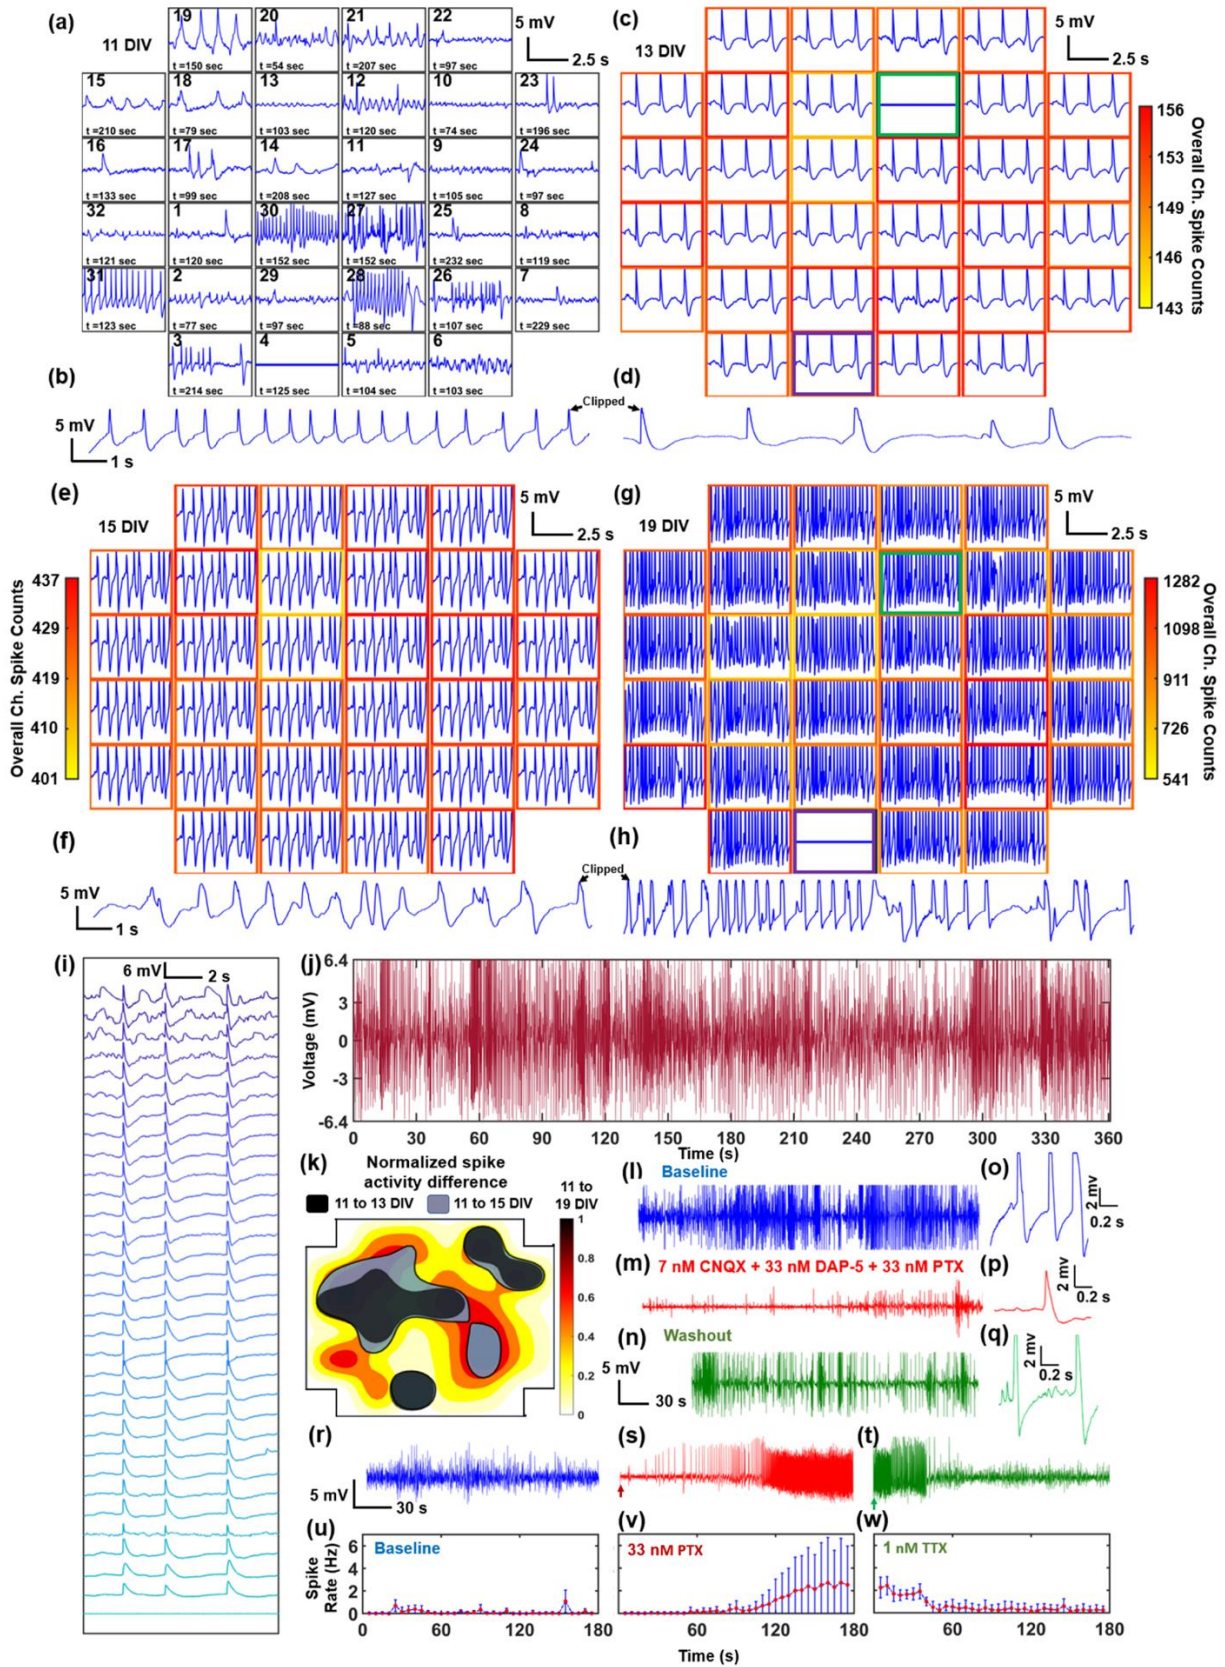 (a)
11 DIV
19
t =150 sec
20
t =54 sec
21
t =207 sec
22
t =97 sec
5 mV
2.5 s
15
t =210 sec
18
t =79 sec
13
t =103 sec
12
t =120 sec
10
t =74 sec
23
t =196 sec
16
t =133 sec
17
t =99 sec
14
t =208 sec
11
t =127 sec
9
t =105 sec
24
t =97 sec
32
t =121 sec
1
t =120 sec
30
t =152 sec
27
t =152 sec
25
t =232 sec
8
t =119 sec
31
t =123 sec
2
t =77 sec
29
t =97 sec
28
t =88 sec
26
t =107 sec
7
t =229 sec
3
t =214 sec
4
t =125 sec
5
t =104 sec
6
t =103 sec
(c)
13 DIV
5 mV
2.5 s
156
153
149
146
143
Overall Ch. Spike Counts
(b)
5 mV
1 s
Clipped
(d)
(e)
15 DIV
5 mV
2.5 s
437
429
419
410
401
Overall Ch. Spike Counts
(g)
19 DIV
5 mV
2.5 s
1282
1098
911
726
541
Overall Ch. Spike Counts
(f)
5 mV
1 s
Clipped
(h)
(i)
6 mV
2 s
(j)
6.4
3
0
-3
-6.4
Voltage (mV)
0 30 60 90 120 150 180 210 240 270 300 330 360
Time (s)
(k)
Normalized spike
activity difference
11 to 13 DIV
11 to 15 DIV
11 to
19 DIV
1
0.8
0.6
0.4
0.2
0
(l)
Baseline
(o)
2 mv
0.2 s
(m)
7 nM CNQX + 33 nM DAP-5 + 33 nM PTX
(p)
2 mv
0.2 s
(n)
Washout
5 mV
30 s
(q)
2 mv
0.2 s
(r)
5 mV
30 s
(s)
(t)
(u)
Baseline
6
4
2
0
Spike
Rate (Hz)
0 60 120 180
(v)
33 nM PTX
60 120 180
(w)
1 nM TTX
60 120 180
Time (s)